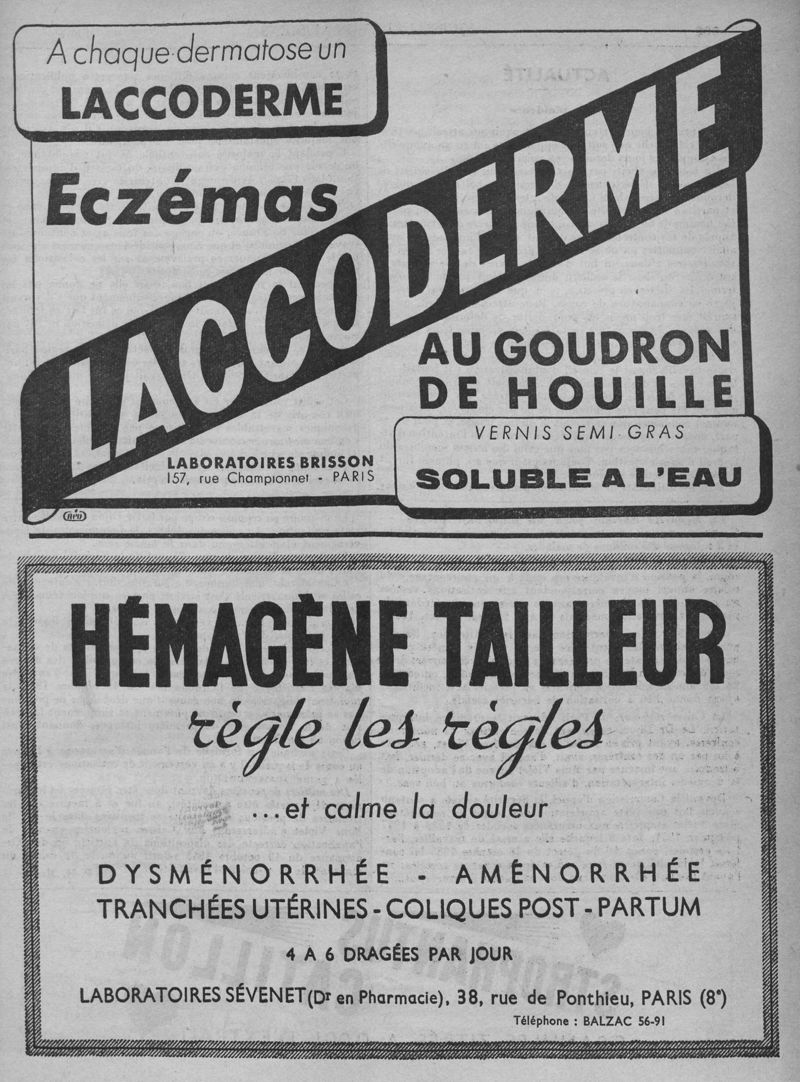 A chaque dermatose un
LACCODERME
Eczémas
LACCODERME
AU GOUDRON
DE HOUILLE
VERNIS SEMI GRAS
SOLUBLE A L'EAU
LABORATOIRES BRISSON
157, rue Championnet - PARIS
HÉMAGÈNE TAILLEUR
règle les règles
...et calme la douleur
DYSMÉNORRHÉE - AMÉNORRHÉE
TRANCHÉES UTÉRINES - COLIQUES POST - PARTUM
4 A 6 DRAGÉES PAR JOUR
LABORATOIRES SÉVENET (Dr en Pharmacie), 38, rue de Ponthieu, PARIS (8e)
Téléphone : BALZAC 56-91